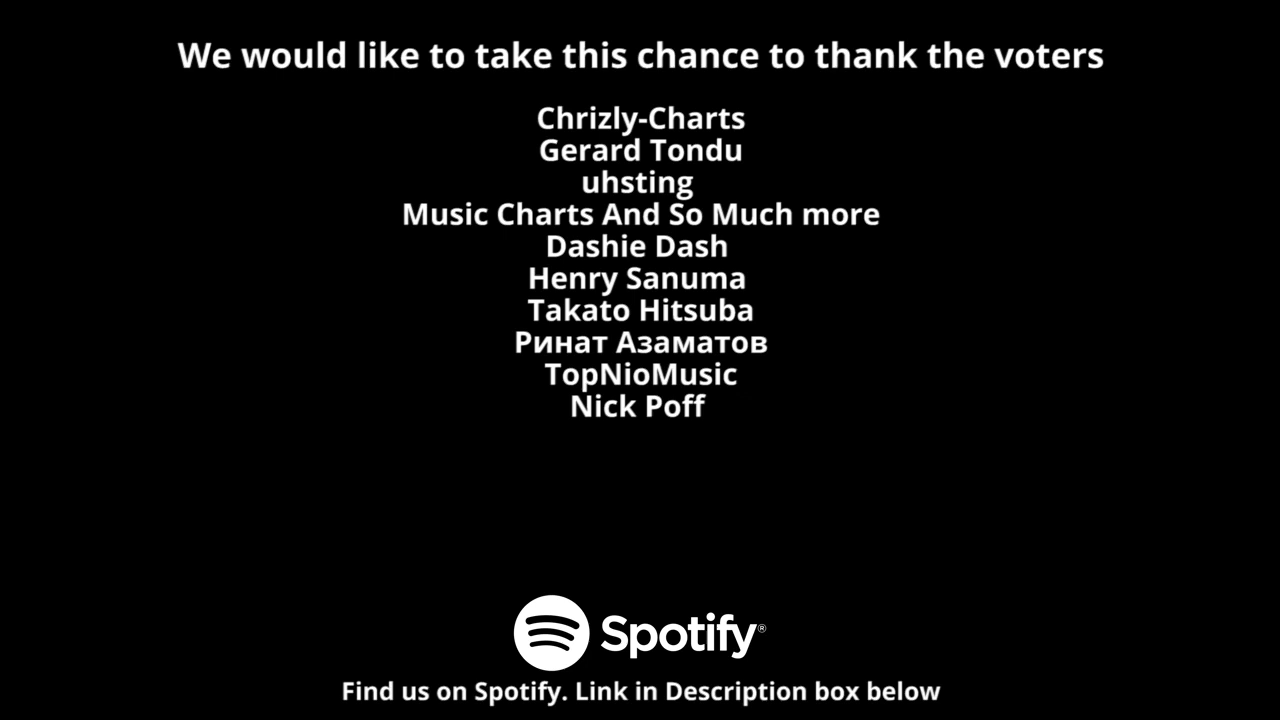 We would like to take this chance to thank the voters
Chrizly-Charts
Gerard Tondu
uhsting
Music Charts And So Much more
Dashie Dash
Henry Sanuma
Takato Hitsuba
Ринат Азаматов
TopNioMusic
Nick Poff
Spotify®
Find us on Spotify. Link in Description box below